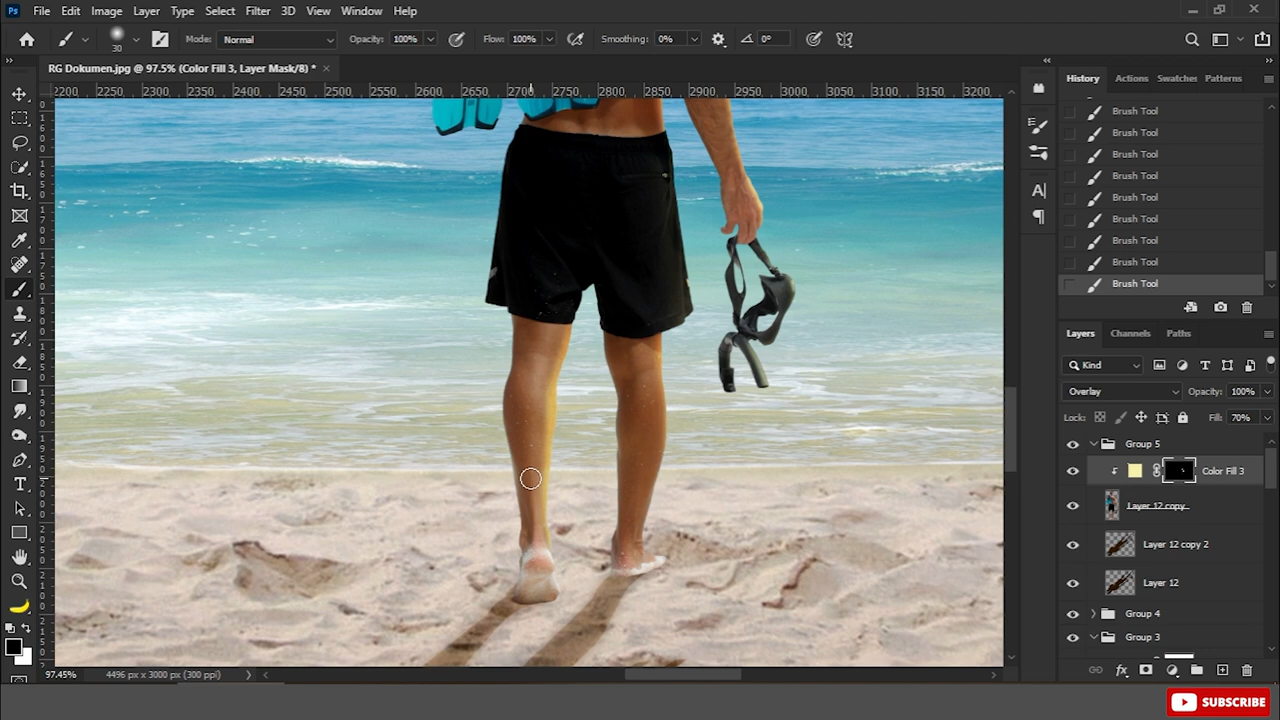 Ps File Edit Image Layer Type Select Filter 3D View Window Help
30 Mode: Normal Opacity: 100% Flow: 100% Smoothing: 0% 0°
RG Dokumen.jpg @ 97.5% (Color Fill 3, Layer Mask/8) * ×
2200 2250 2300 2350 2400 2450 2500 2550 2600 2650 2700 2750 2800 2850 2900 2950 3000 3050 3100 3150 3200
History Actions Swatches Patterns
Brush Tool
Brush Tool
Brush Tool
Brush Tool
Brush Tool
Brush Tool
Brush Tool
Brush Tool
Brush Tool
Layers Channels Paths
Kind
Overlay Opacity: 100%
Lock: Fill: 70%
Group 5
Color Fill 3
Layer 12 copy
Layer 12 copy 2
Layer 12
Group 4
Group 3
fx
97.45% 4496 px x 3000 px (300 ppi)
SUBSCRIBE